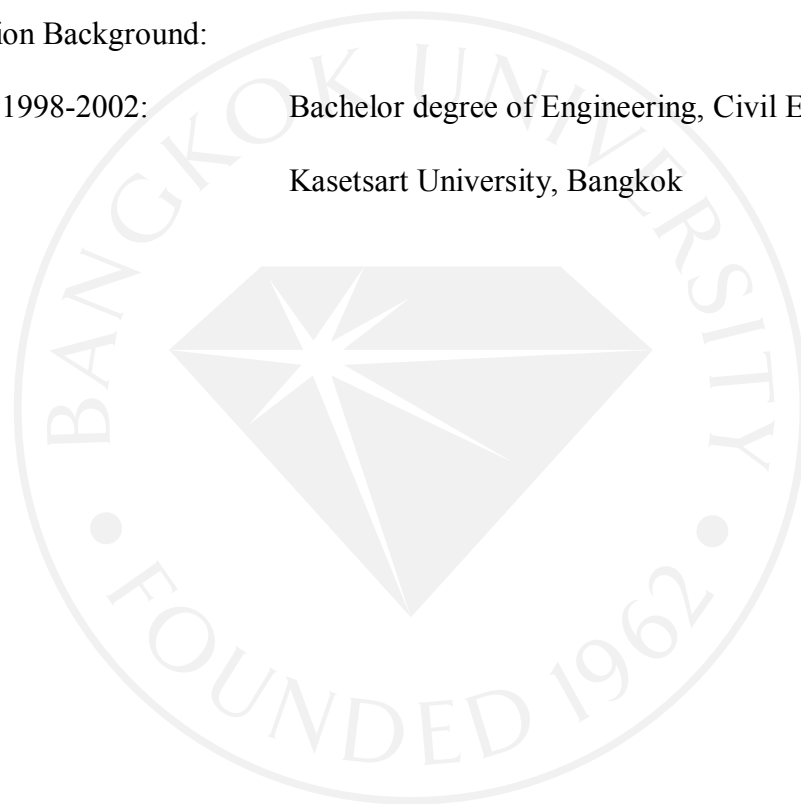 ion Background:
1998-2002: Bachelor degree of Engineering, Civil E
Kasetsart University, Bangkok
BANGKOK UNIVERSITY
• FOUNDED 1962 •